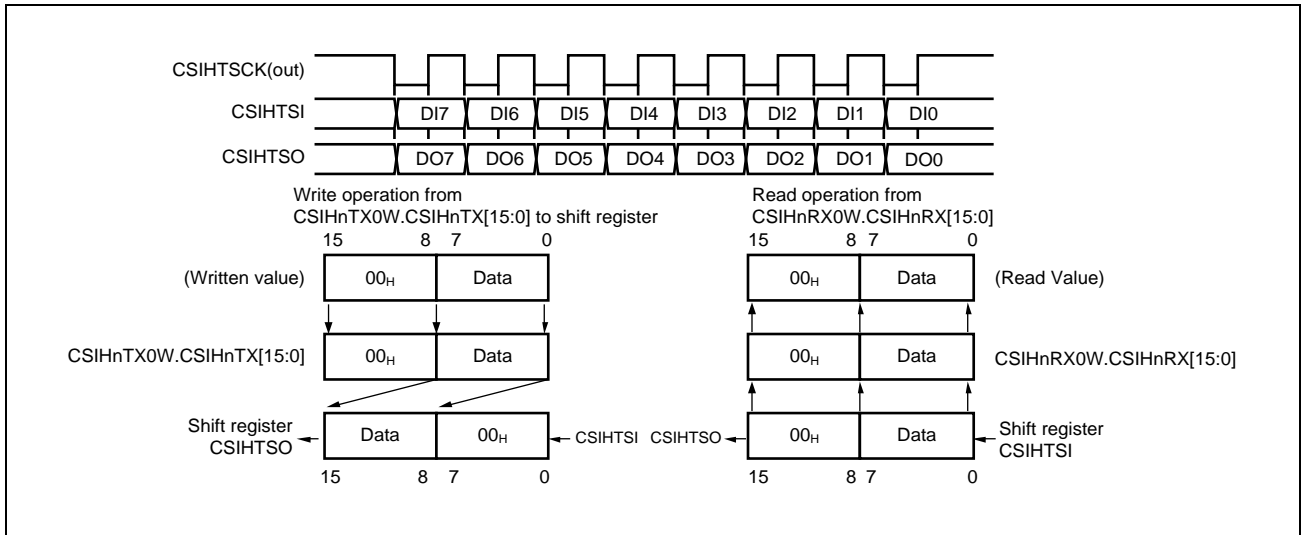 CSIHTSCK(out)
CSIHTSI DI7 DI6 DI5 DI4 DI3 DI2 DI1 DI0
CSIHTSO DO7 DO6 DO5 DO4 DO3 DO2 DO1 DO0
Write operation from
CSIHnTX0W.CSIHnTX[15:0] to shift register
15 8 7 0
(Written value) 00H Data
CSIHnTX0W.CSIHnTX[15:0] 00H Data
Shift register
CSIHTSO Data 00H CSIHTSI
15 8 7 0
Read operation from
CSIHnRX0W.CSIHnRX[15:0]
15 8 7 0
00H Data (Read Value)
00H Data CSIHnRX0W.CSIHnRX[15:0]
CSIHTSO 00H Data Shift register
CSIHTSI
15 8 7 0